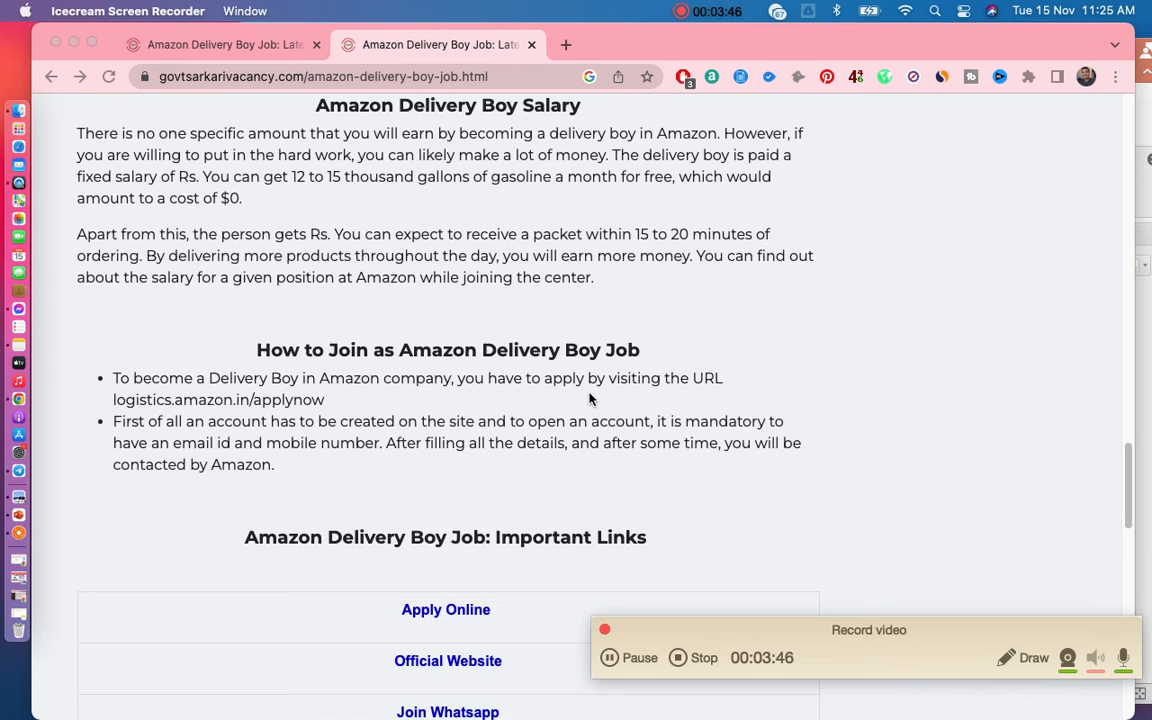 Icecream Screen Recorder Window 00:03:46 67 Tue 15 Nov 11:25 AM
Amazon Delivery Boy Job: Late Amazon Delivery Boy Job: Late
govtsarkarivacancy.com/amazon-delivery-boy-job.html 3
Amazon Delivery Boy Salary
There is no one specific amount that you will earn by becoming a delivery boy in Amazon. However, if
you are willing to put in the hard work, you can likely make a lot of money. The delivery boy is paid a
fixed salary of Rs. You can get 12 to 15 thousand gallons of gasoline a month for free, which would
amount to a cost of $0.
Apart from this, the person gets Rs. You can expect to receive a packet within 15 to 20 minutes of
ordering. By delivering more products throughout the day, you will earn more money. You can find out
about the salary for a given position at Amazon while joining the center.
How to Join as Amazon Delivery Boy Job
• To become a Delivery Boy in Amazon company, you have to apply by visiting the URL
logistics.amazon.in/applynow
• First of all an account has to be created on the site and to open an account, it is mandatory to
have an email id and mobile number. After filling all the details, and after some time, you will be
contacted by Amazon.
Amazon Delivery Boy Job: Important Links
Apply Online
Official Website
Join Whatsapp
Record video
Pause Stop 00:03:46 Draw